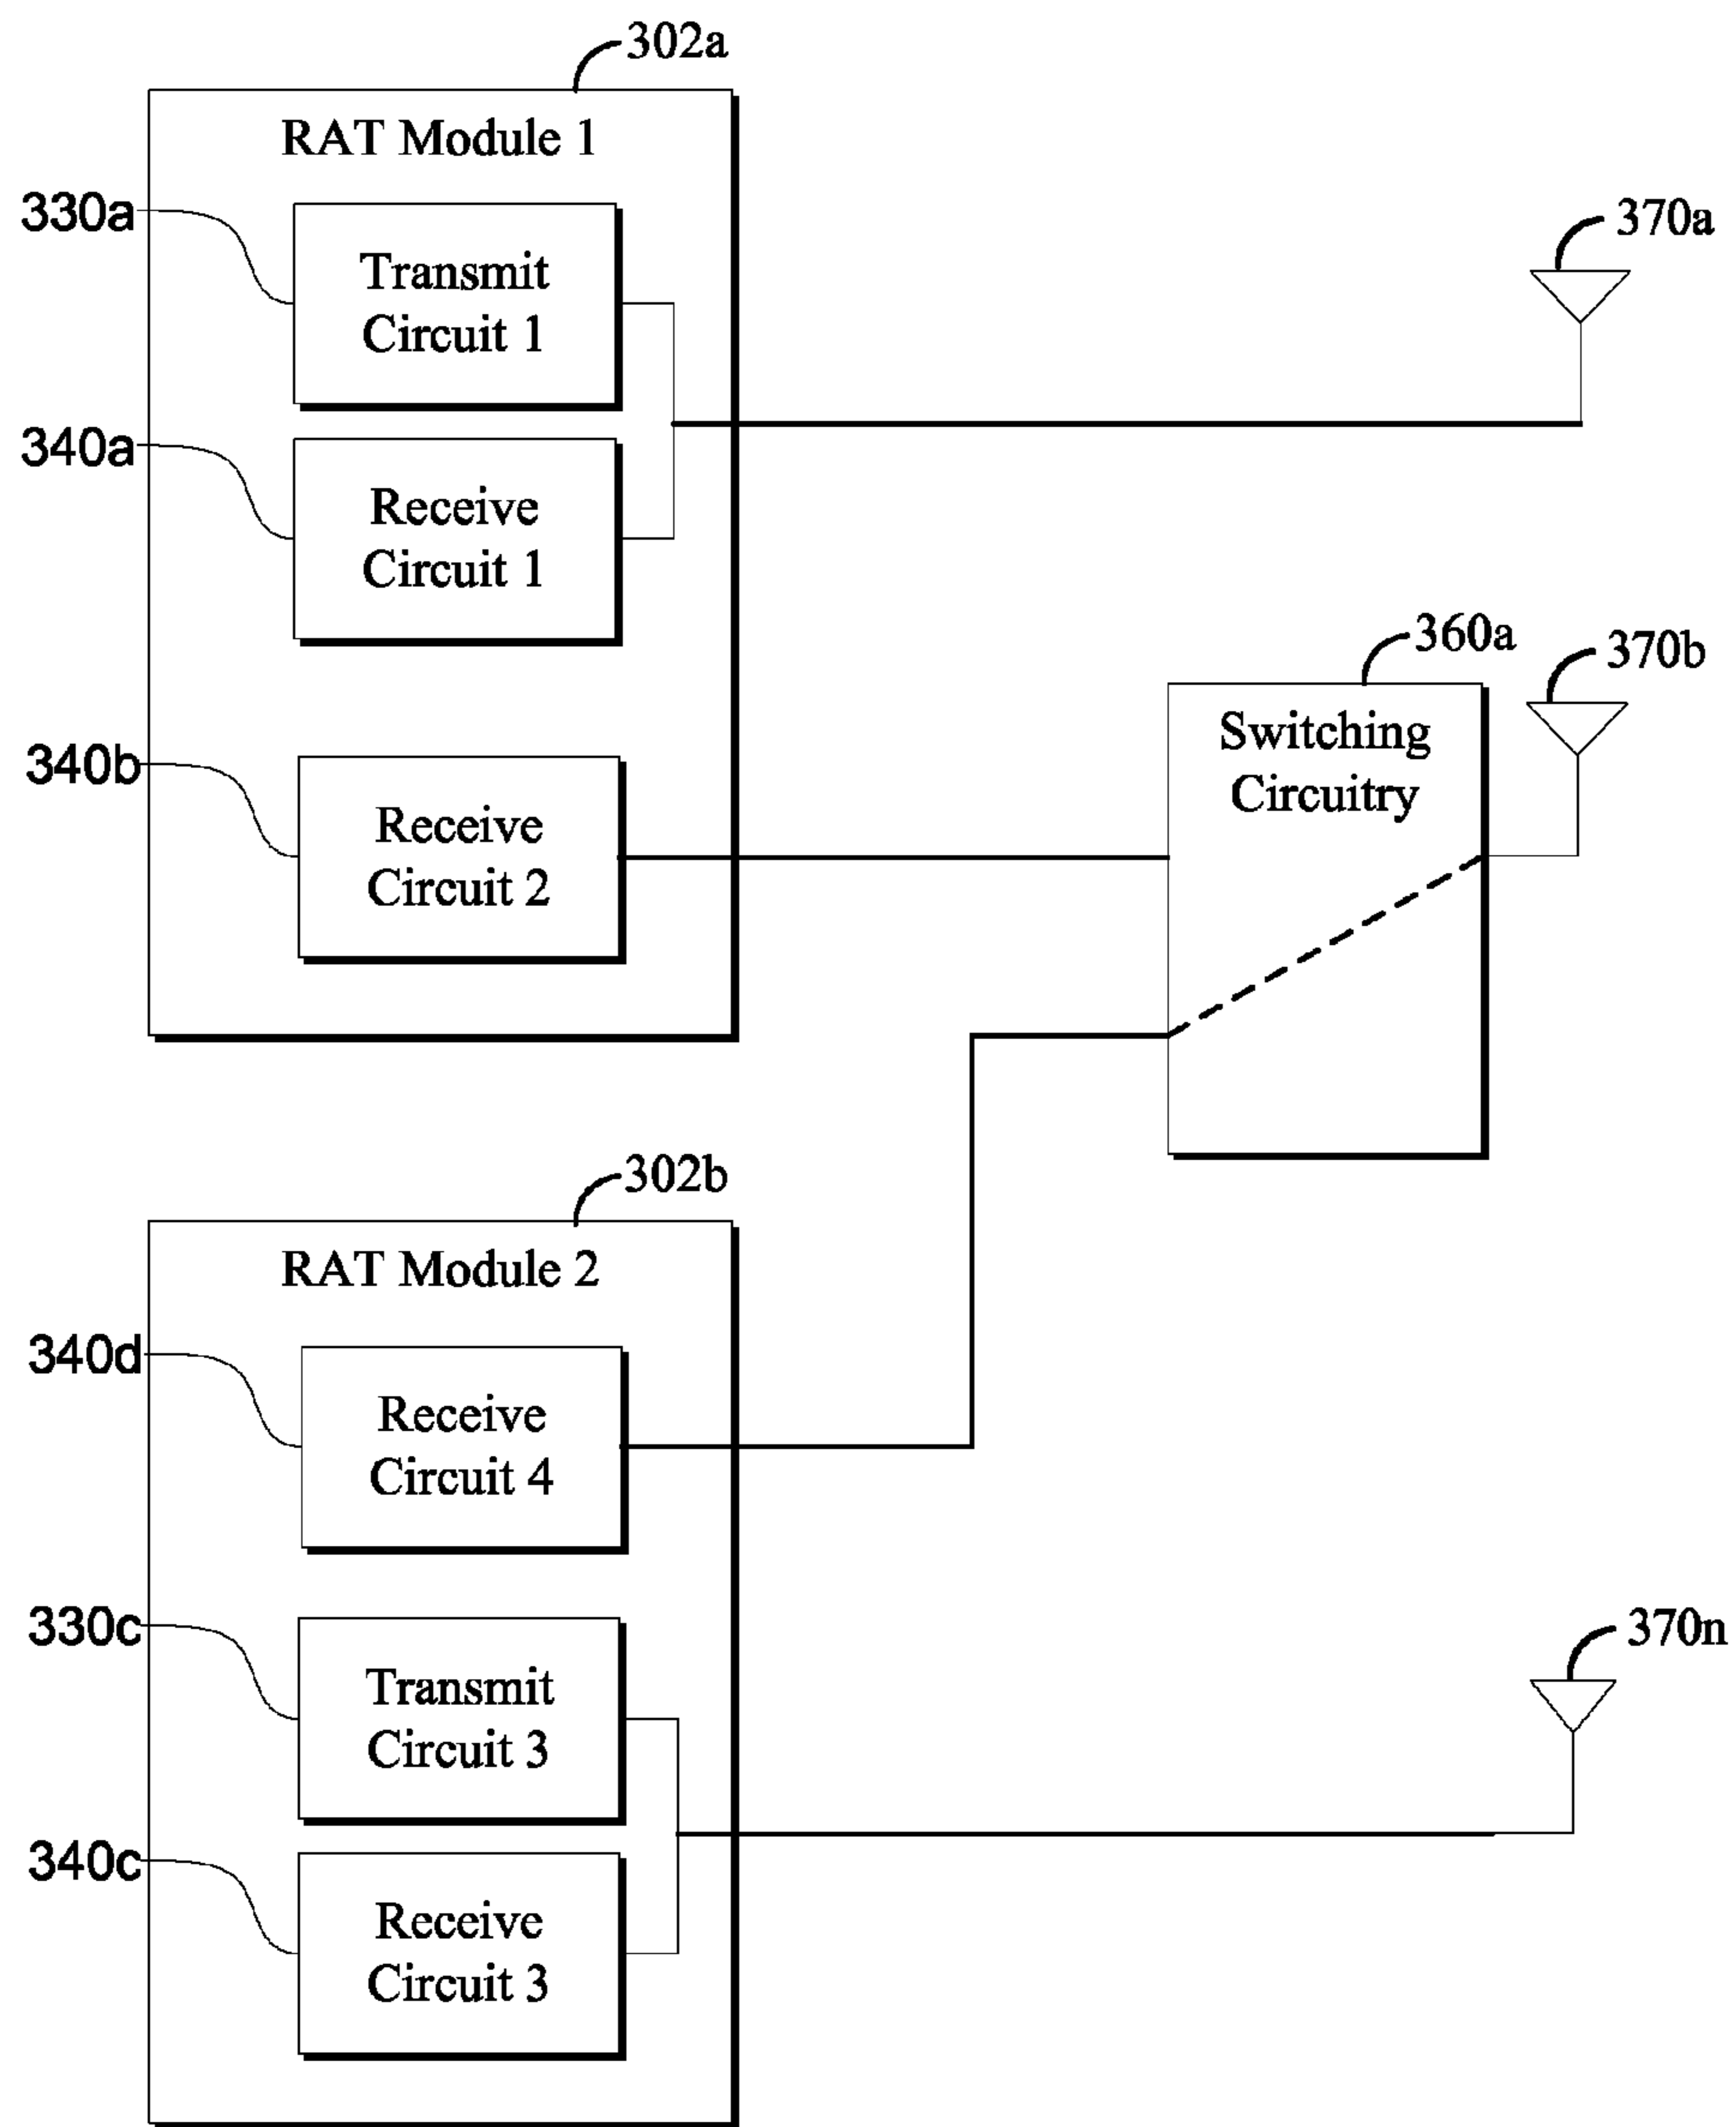 302a
RAT Module 1
330a
Transmit
Circuit 1
370a
340a
Receive
Circuit 1
360a
370b
Switching
Circuitry
340b
Receive
Circuit 2
302b
RAT Module 2
340d
Receive
Circuit 4
330c
Transmit
Circuit 3
370n
340c
Receive
Circuit 3